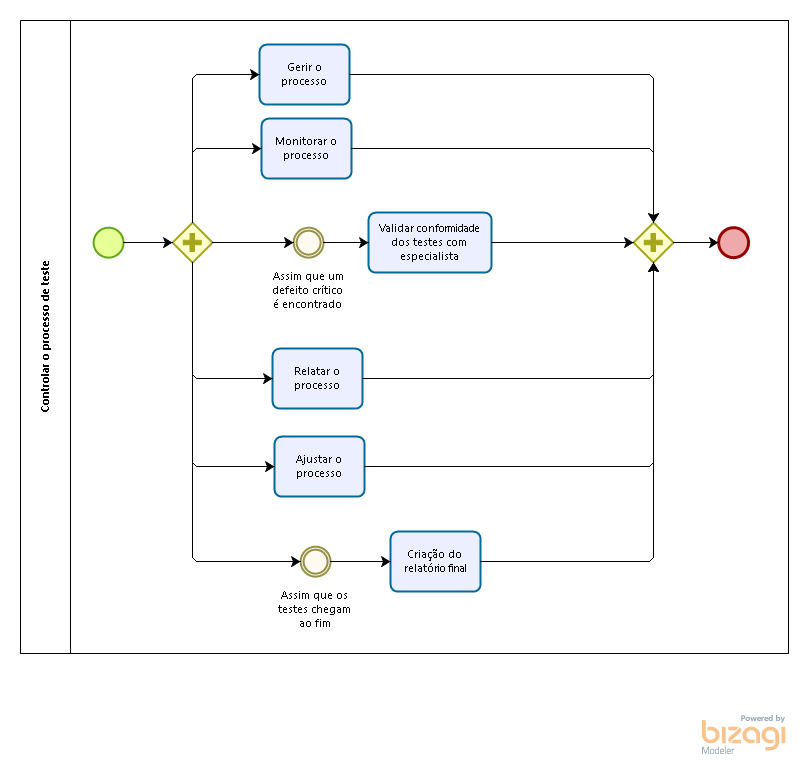 Controlar o processo de teste
Gerir o
processo
Monitorar o
processo
Validar conformidade
dos testes com
especialista
Assim que um
defeito crítico
é encontrado
Relatar o
processo
Ajustar o
processo
Criação do
relatório final
Assim que os
testes chegam
ao fim
Powered by
bizagi
Modeler